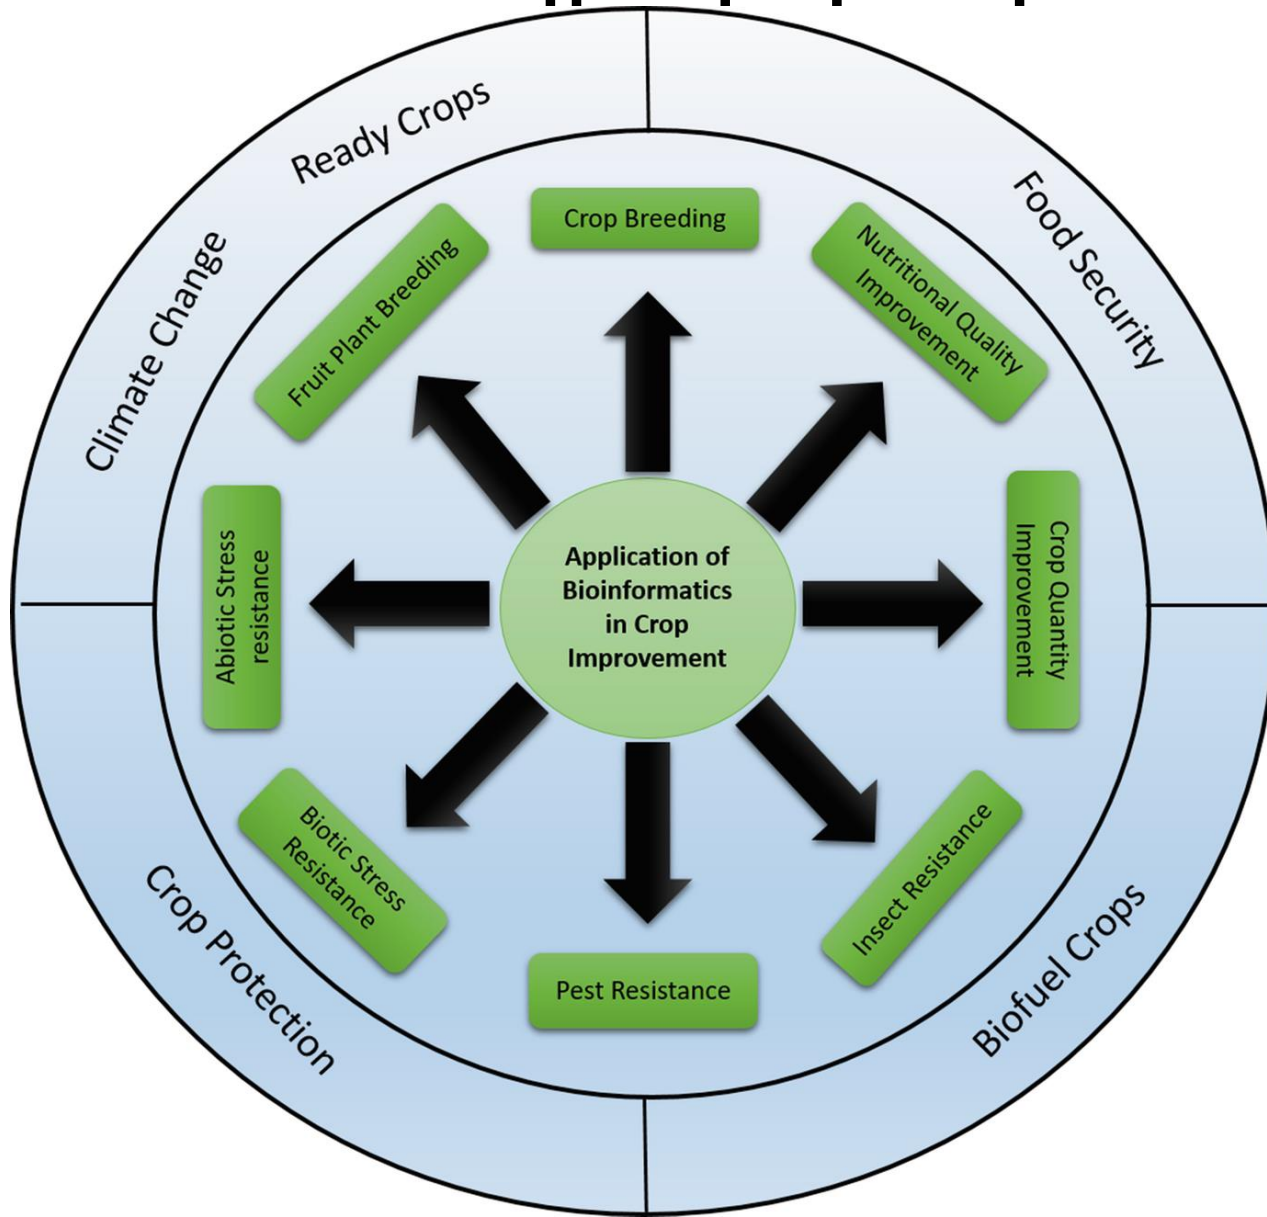 Climate Change
Ready Crops
Food Security
Crop Breeding
Fruit Plant Breeding
Nutritional Quality
Improvement
Application of
Bioinformatics
in Crop
Improvement
Abiotic Stress
resistance
Crop Quantity
Improvement
Biotic Stress
Resistance
Insect Resistance
Pest Resistance
Crop Protection
Biofuel Crops